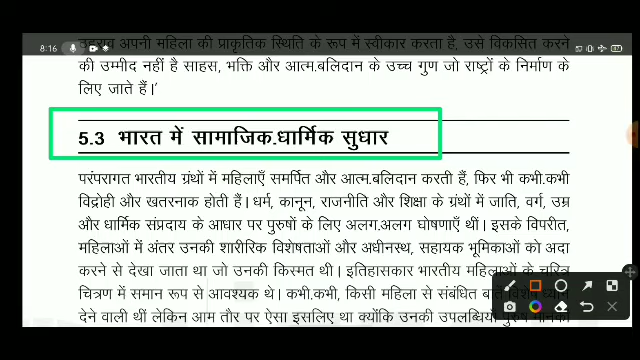 8:16
ठहराव अपनी महिला की प्राकृतिक स्थिति के रूप में स्वीकार करता है, उसे विकसित करने
की उम्मीद नहीं है साहस, भक्ति और आत्म.बलिदान के उच्च गुण जो राष्ट्रों के निर्माण के
लिए जाते हैं।'
5.3 भारत में सामाजिक.धार्मिक सुधार
परंपरागत भारतीय ग्रंथों में महिलाएँ समर्पित और आत्म.बलिदान करती हैं, फिर भी कभी.कभी
विद्रोही और खतरनाक होती हैं। धर्म, कानून, राजनीति और शिक्षा के ग्रंथों में जाति, वर्ग, उम्र
और धार्मिक संप्रदाय के आधार पर पुरुषों के लिए अलग.अलग घोषणाएँ थीं। इसके विपरीत,
महिलाओं में अंतर उनकी शारीरिक विशेषताओं और अधीनस्थ, सहायक भूमिकाओं को अदा
करने से देखा जाता था जो उनकी किस्मत थी। इतिहासकार भारतीय महिलाओं के चरित्र
चित्रण में समान रूप से आवश्यक थे। कभी.कभी, किसी महिला से संबंधित बातें विशेष ध्यान
देने वाली थीं लेकिन आम तौर पर ऐसा इसलिए था क्योंकि उनकी उपलब्धियाँ पुरुष